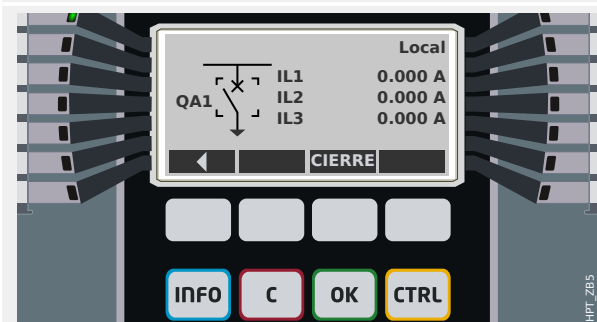 Local
IL1 0.000 A
QA1 IL2 0.000 A
IL3 0.000 A
CIERRE
INFO C OK CTRL
HPT_ZB5